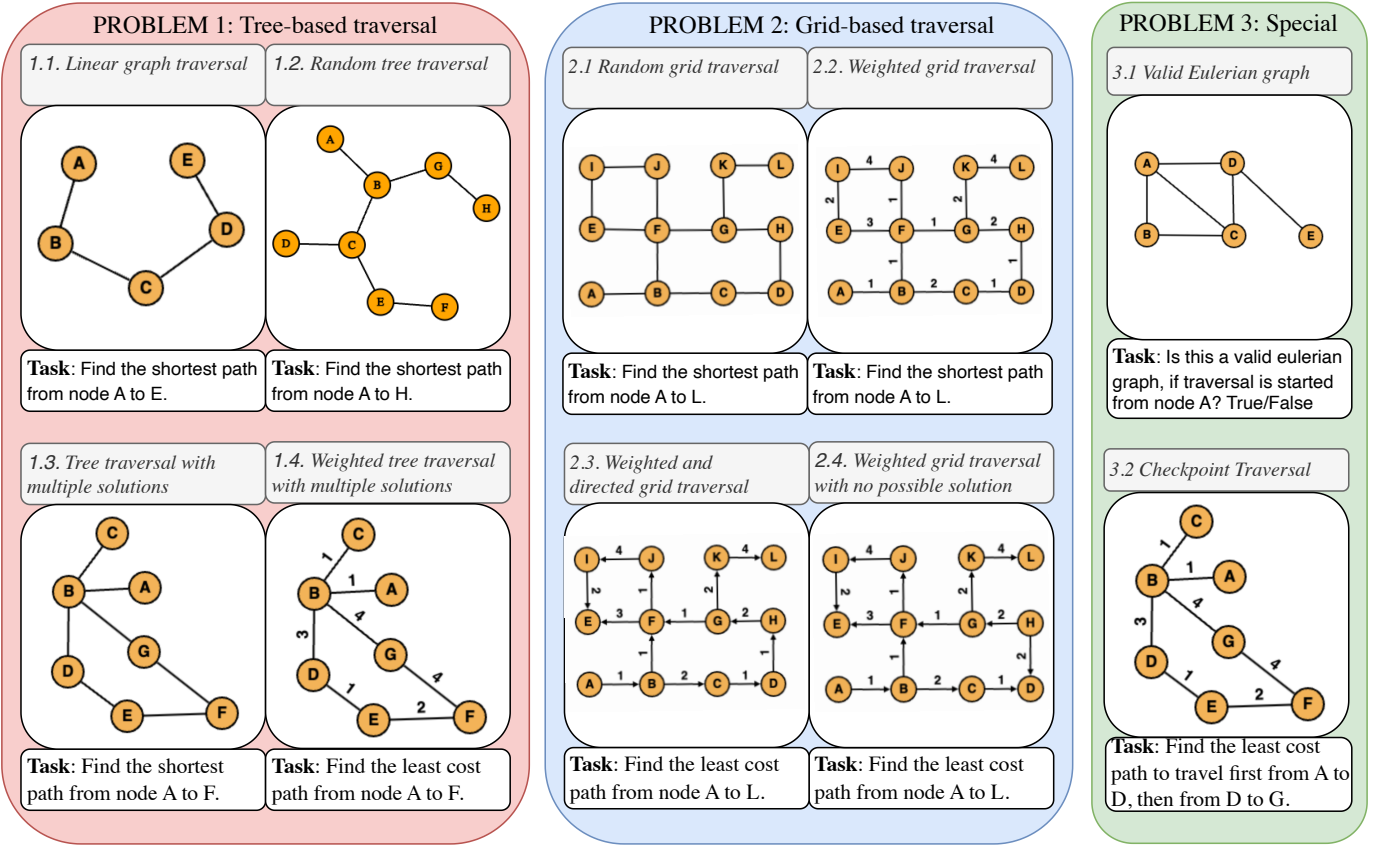 PROBLEM 1: Tree-based traversal
1.1. Linear graph traversal
A
E
B
D
C
Task: Find the shortest path
from node A to E.
1.2. Random tree traversal
A
G
B
H
D
C
E
F
Task: Find the shortest path
from node A to H.
1.3. Tree traversal with
multiple solutions
C
B
A
G
D
E
F
Task: Find the shortest
path from node A to F.
1.4. Weighted tree traversal
with multiple solutions
C
1
B
1
A
4
3
G
D
4
1
2
E
F
Task: Find the least cost
path from node A to F.
PROBLEM 2: Grid-based traversal
2.1 Random grid traversal
I J K L
E F G H
A B C D
Task: Find the shortest path
from node A to L.
2.2. Weighted grid traversal
I 4 J K 4 L
2 1 2
E 3 F 1 G 2 H
1 1
A 1 B 2 C 1 D
Task: Find the shortest path
from node A to L.
2.3. Weighted and
directed grid traversal
I 4 J K 4 L
2 1 2
E 3 F 1 G 2 H
1 1
A 1 B 2 C 1 D
Task: Find the least cost
path from node A to L.
2.4. Weighted grid traversal
with no possible solution
I 4 J K 4 L
2 1 2
E 3 F 1 G 2 H
1 2
A 1 B 2 C 1 D
Task: Find the least cost
path from node A to L.
PROBLEM 3: Special
3.1 Valid Eulerian graph
A
D
B
C
E
Task: Is this a valid eulerian
graph, if traversal is started
from node A? True/False
3.2 Checkpoint Traversal
C
1
B
1
A
4
3
G
D
4
1
2
E
F
Task: Find the least cost
path to travel first from A to
D, then from D to G.